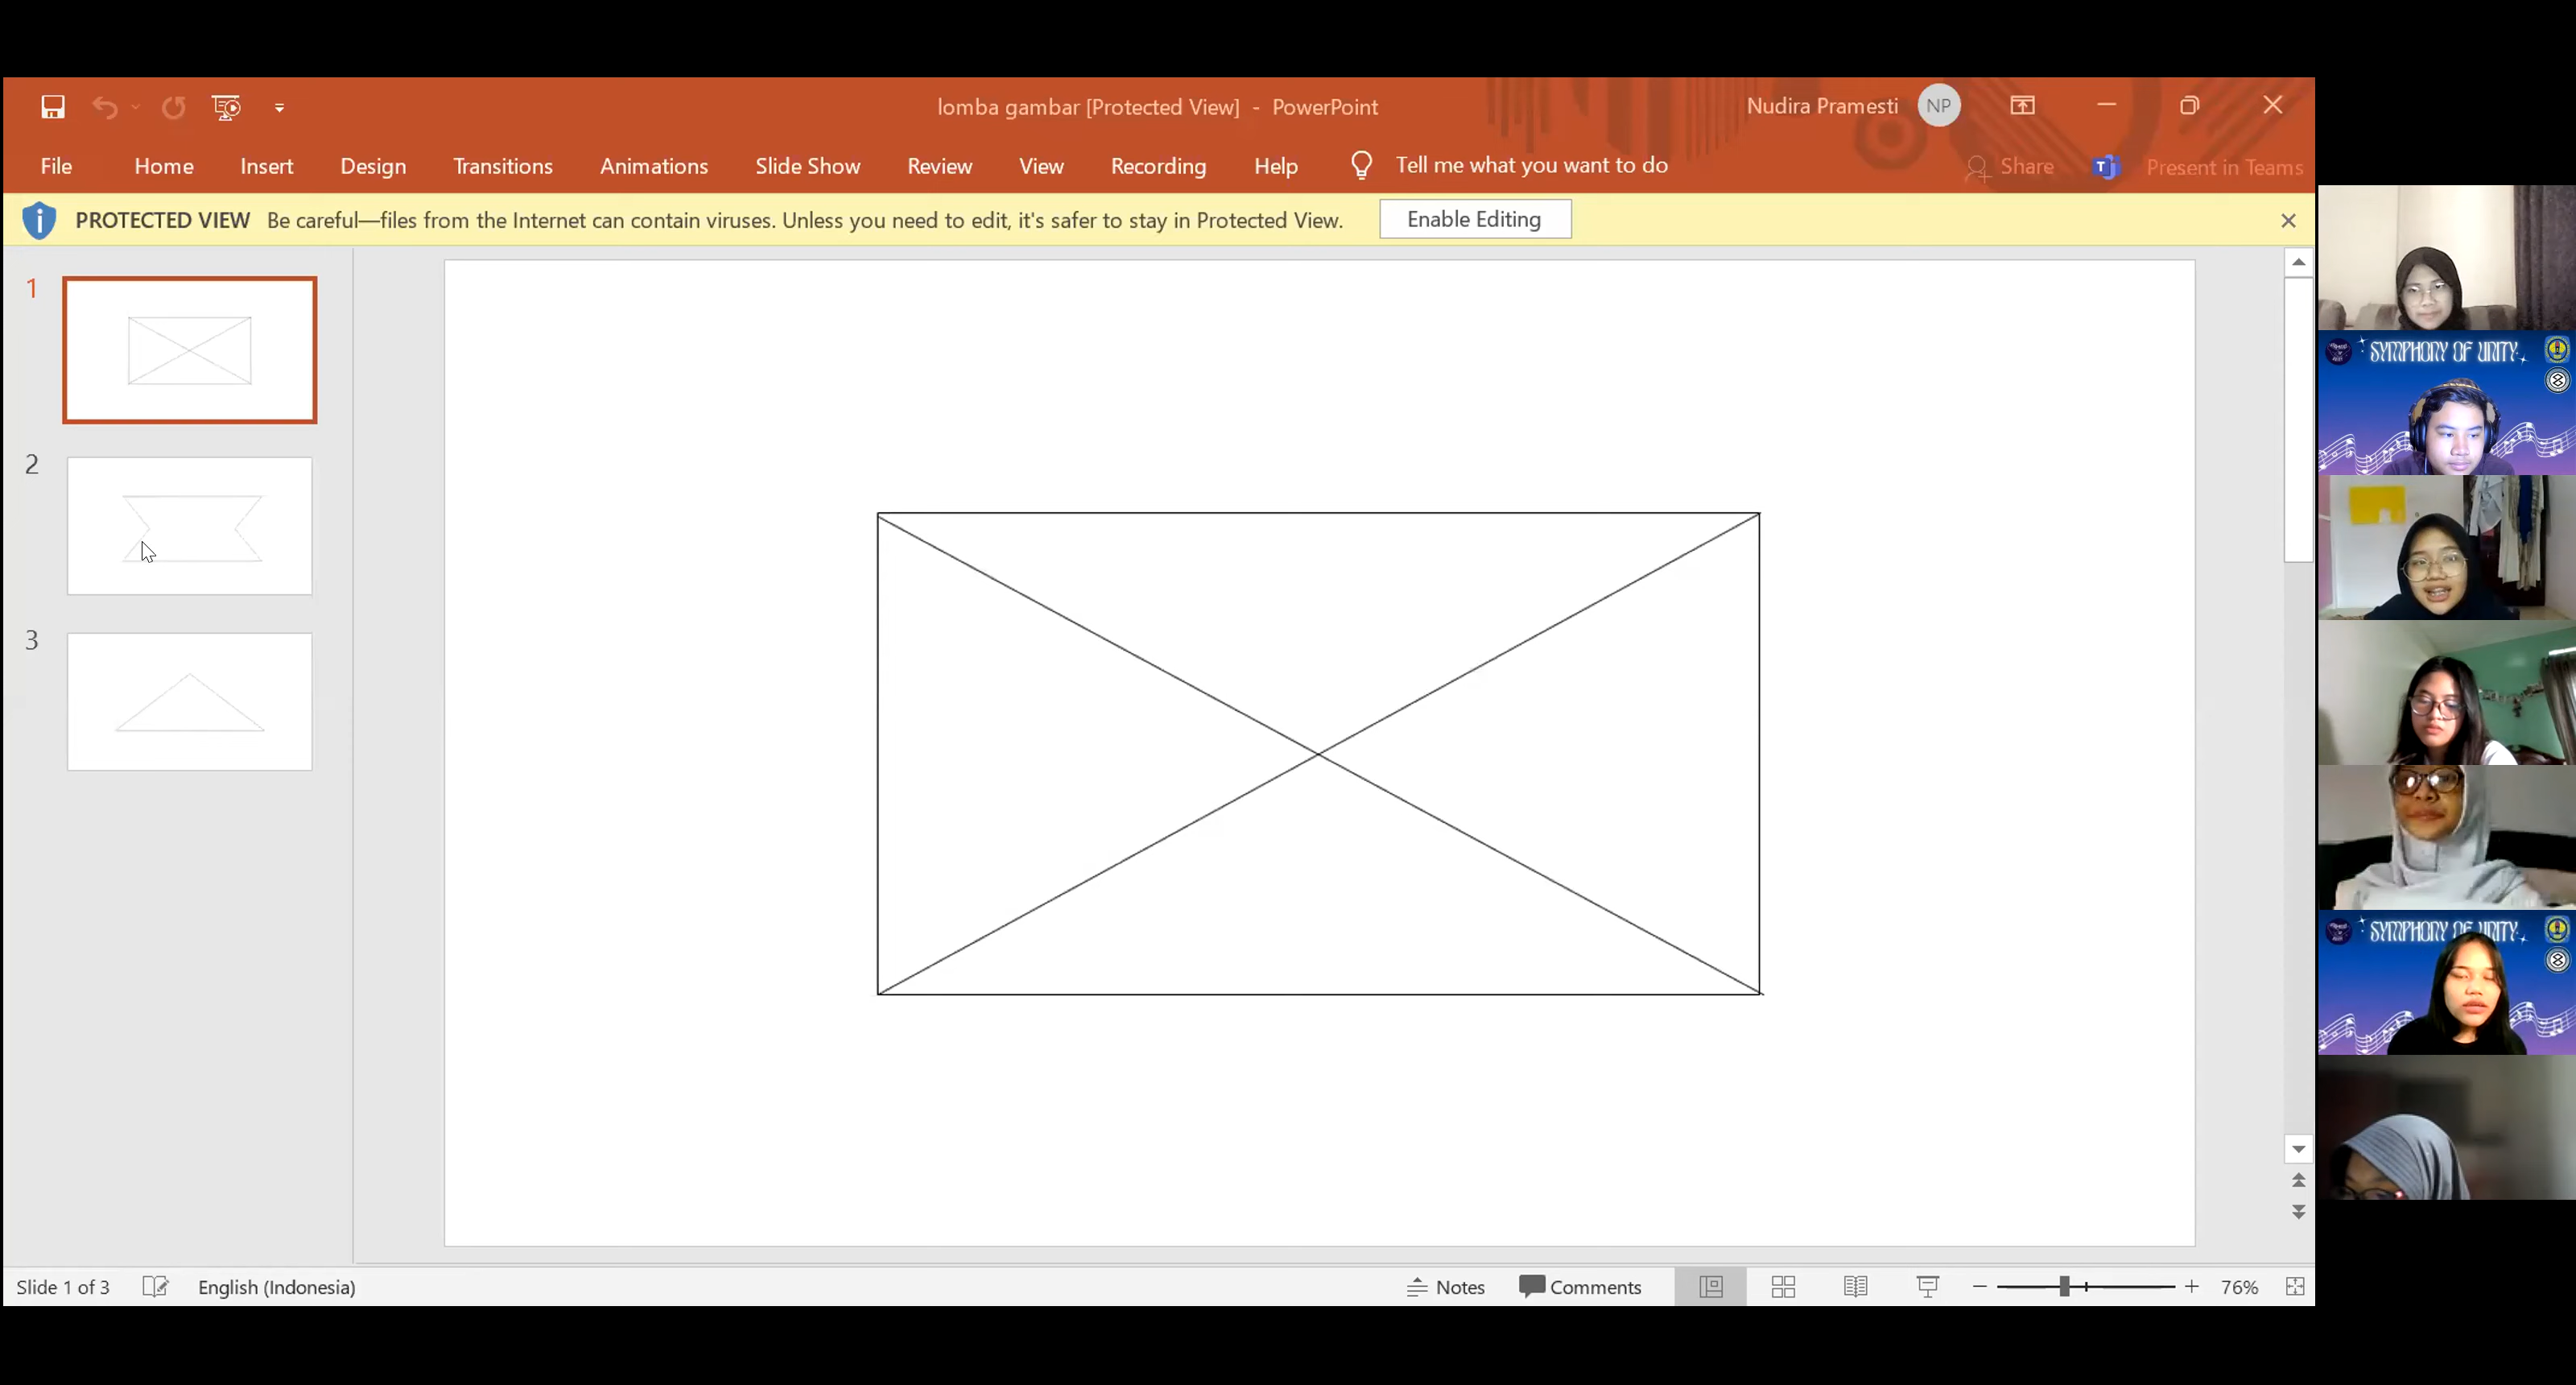 lomba gambar [Protected View] - PowerPoint
Nudira Pramesti
NP
File Home Insert Design Transitions Animations Slide Show Review View Recording Help Tell me what you want to do Share Present in Teams
PROTECTED VIEW Be careful—files from the Internet can contain viruses. Unless you need to edit, it's safer to stay in Protected View. Enable Editing
1
2
3
SYMPHONY OF UNITY
SYMPHONY OF UNITY
Slide 1 of 3 English (Indonesia) Notes Comments 76%